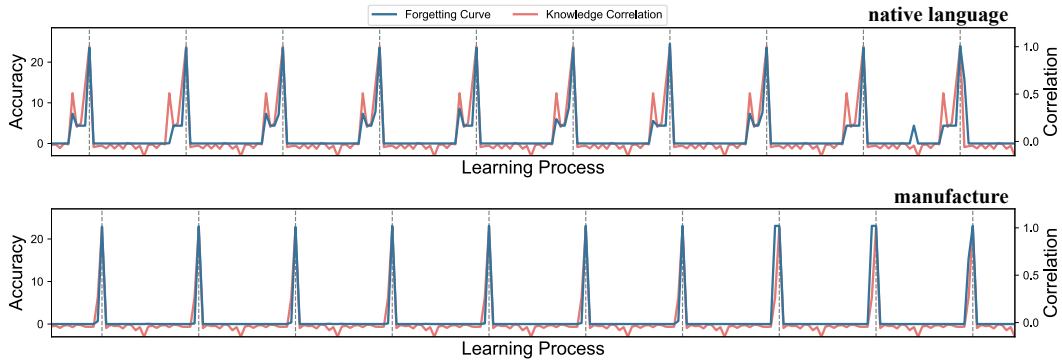 Forgetting Curve Knowledge Correlation
native language
Accuracy
20
10
0
1.0
0.5
0.0
Correlation
Learning Process
manufacture
Accuracy
20
10
0
1.0
0.5
0.0
Correlation
Learning Process